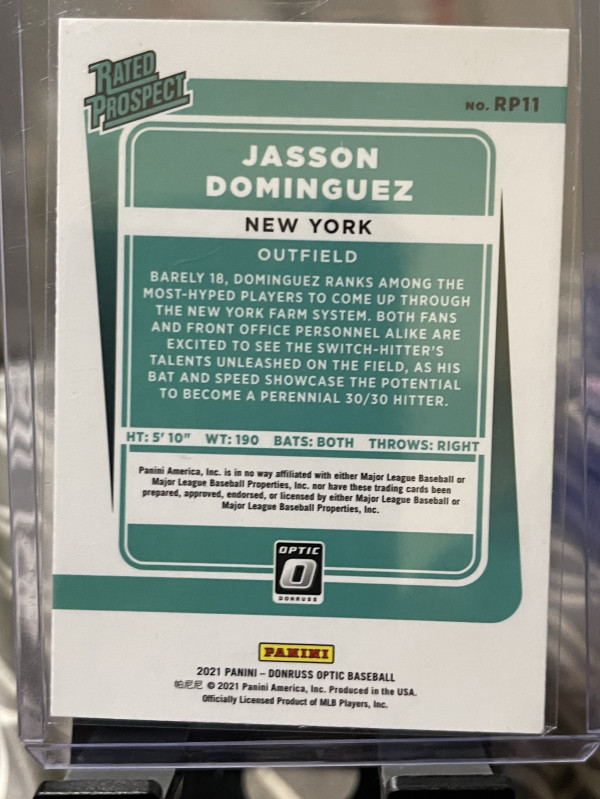 RATED
PROSPECT
NO. RP11
JASSON
DOMINGUEZ
NEW YORK
OUTFIELD
BARELY 18, DOMINGUEZ RANKS AMONG THE
MOST-HYPED PLAYERS TO COME UP THROUGH
THE NEW YORK FARM SYSTEM. BOTH FANS
AND FRONT OFFICE PERSONNEL ALIKE ARE
EXCITED TO SEE THE SWITCH-HITTER'S
TALENTS UNLEASHED ON THE FIELD, AS HIS
BAT AND SPEED SHOWCASE THE POTENTIAL
TO BECOME A PERENNIAL 30/30 HITTER.
HT: 5' 10" WT: 190 BATS: BOTH THROWS: RIGHT
Panini America, Inc. is in no way affiliated with either Major League Baseball or
Major League Baseball Properties, Inc. nor have these trading cards been
prepared, approved, endorsed, or licensed by either Major League Baseball or
Major League Baseball Properties, Inc.
OPTIC
DONRUSS
PANINI
2021 PANINI – DONRUSS OPTIC BASEBALL
帕尼尼 © 2021 Panini America, Inc. Produced in the USA.
Officially Licensed Product of MLB Players, Inc.